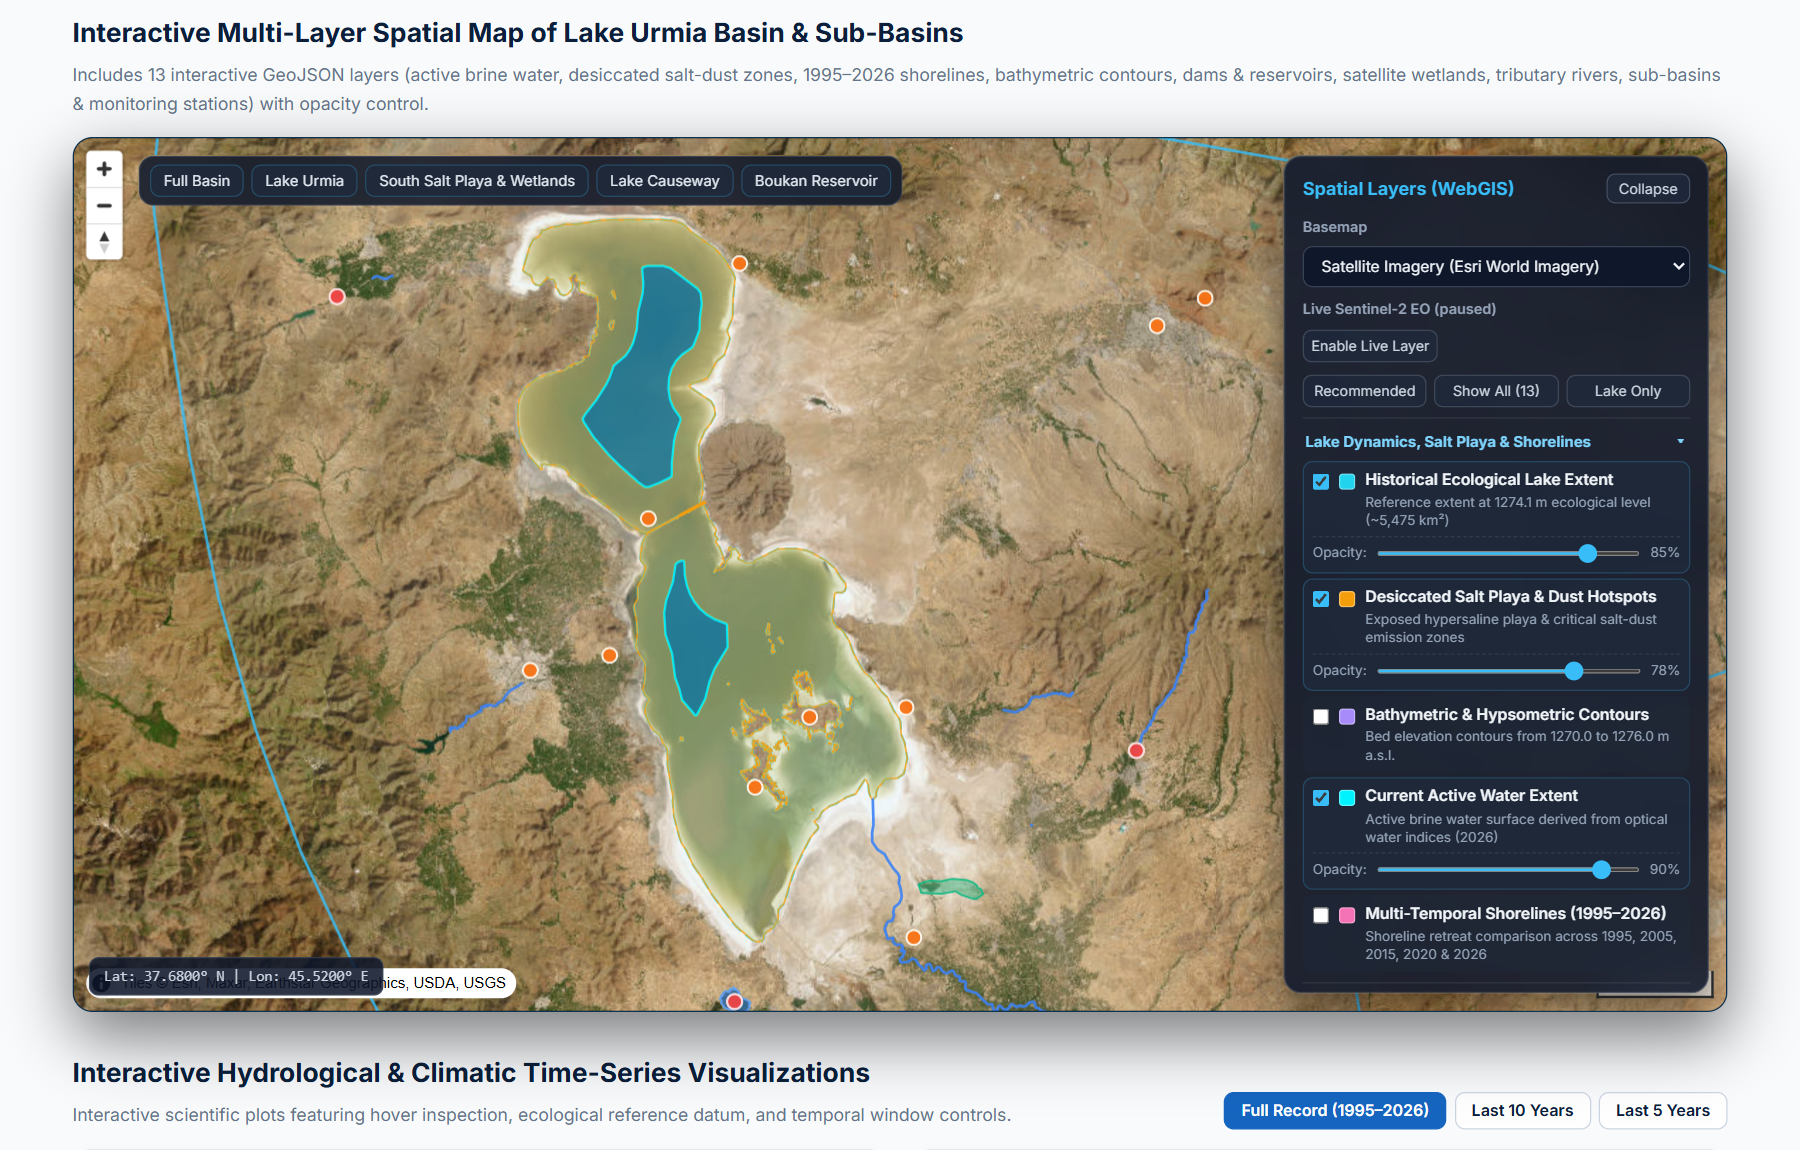 Interactive Multi-Layer Spatial Map of Lake Urmia Basin & Sub-Basins
Includes 13 interactive GeoJSON layers (active brine water, desiccated salt-dust zones, 1995–2026 shorelines, bathymetric contours, dams & reservoirs, satellite wetlands, tributary rivers, sub-basins
& monitoring stations) with opacity control.
Full Basin
Lake Urmia
South Salt Playa & Wetlands
Lake Causeway
Boukan Reservoir
Spatial Layers (WebGIS)
Collapse
Basemap
Satellite Imagery (Esri World Imagery)
Live Sentinel-2 EO (paused)
Enable Live Layer
Recommended
Show All (13)
Lake Only
Lake Dynamics, Salt Playa & Shorelines
Historical Ecological Lake Extent
Reference extent at 1274.1 m ecological level
(~5,475 km²)
Opacity: 85%
Desiccated Salt Playa & Dust Hotspots
Exposed hypersaline playa & critical salt-dust
emission zones
Opacity: 78%
Bathymetric & Hypsometric Contours
Bed elevation contours from 1270.0 to 1276.0 m
a.s.l.
Current Active Water Extent
Active brine water surface derived from optical
water indices (2026)
Opacity: 90%
Multi-Temporal Shorelines (1995–2026)
Shoreline retreat comparison across 1995, 2005,
2015, 2020 & 2026
Lat: 37.6800° N | Lon: 45.5200° E
Tiles © Esri, Maxar, Earthstar Geographics, USDA, USGS
Interactive Hydrological & Climatic Time-Series Visualizations
Interactive scientific plots featuring hover inspection, ecological reference datum, and temporal window controls.
Full Record (1995–2026)
Last 10 Years
Last 5 Years